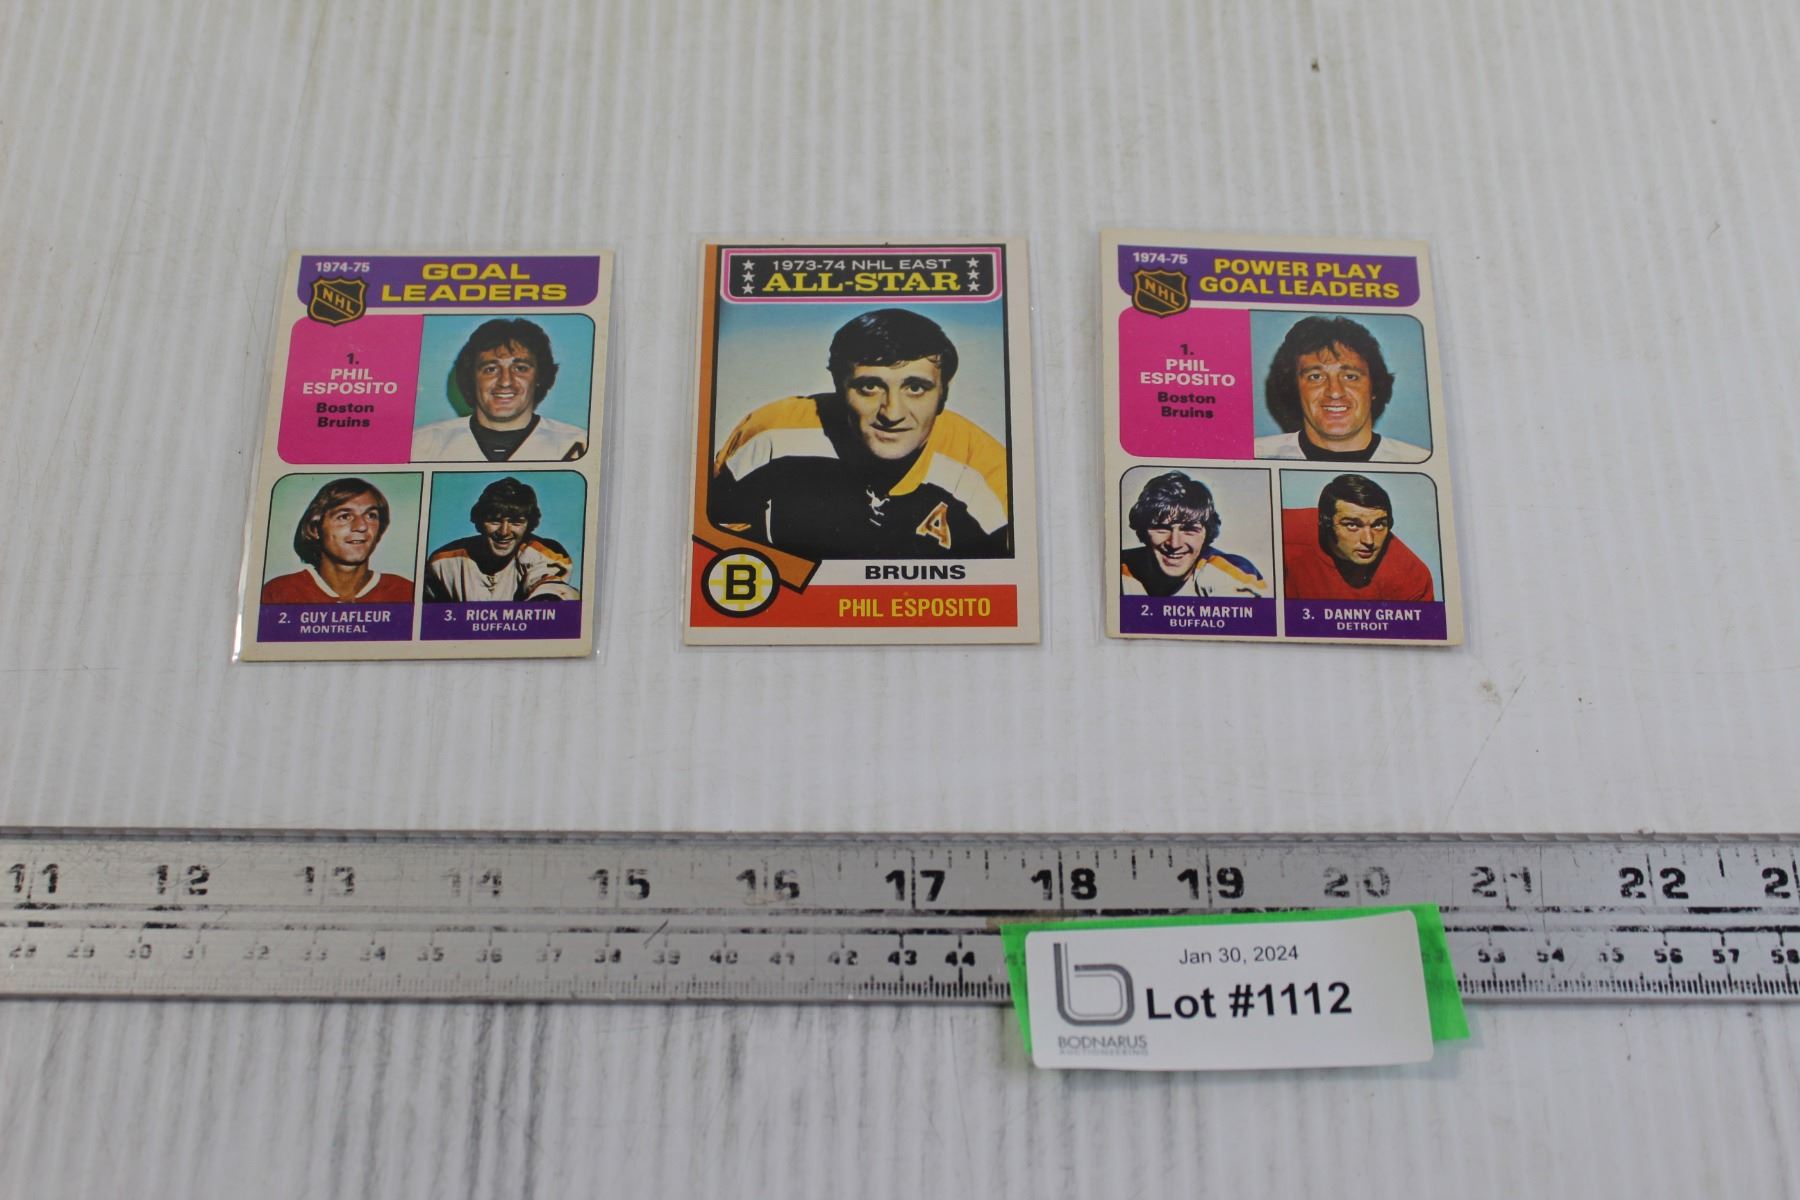 1974-75
GOAL
LEADERS
NHL
1.
PHIL
ESPOSITO
Boston
Bruins
2. GUY LAFLEUR
MONTREAL
3. RICK MARTIN
BUFFALO
1973-74 NHL EAST
ALL-STAR
A
B
BRUINS
PHIL ESPOSITO
1974-75
POWER PLAY
GOAL LEADERS
NHL
1.
PHIL
ESPOSITO
Boston
Bruins
2. RICK MARTIN
BUFFALO
3. DANNY GRANT
DETROIT
11 12 13 14 15 16 17 18 19 20 21 22 2
28 29 30 31 32 33 34 35 36 37 38 39 40 41 42 43 44 53 54 55 56 57 58
Jan 30, 2024
Lot #1112
BODNARUS
AUCTIONEERING